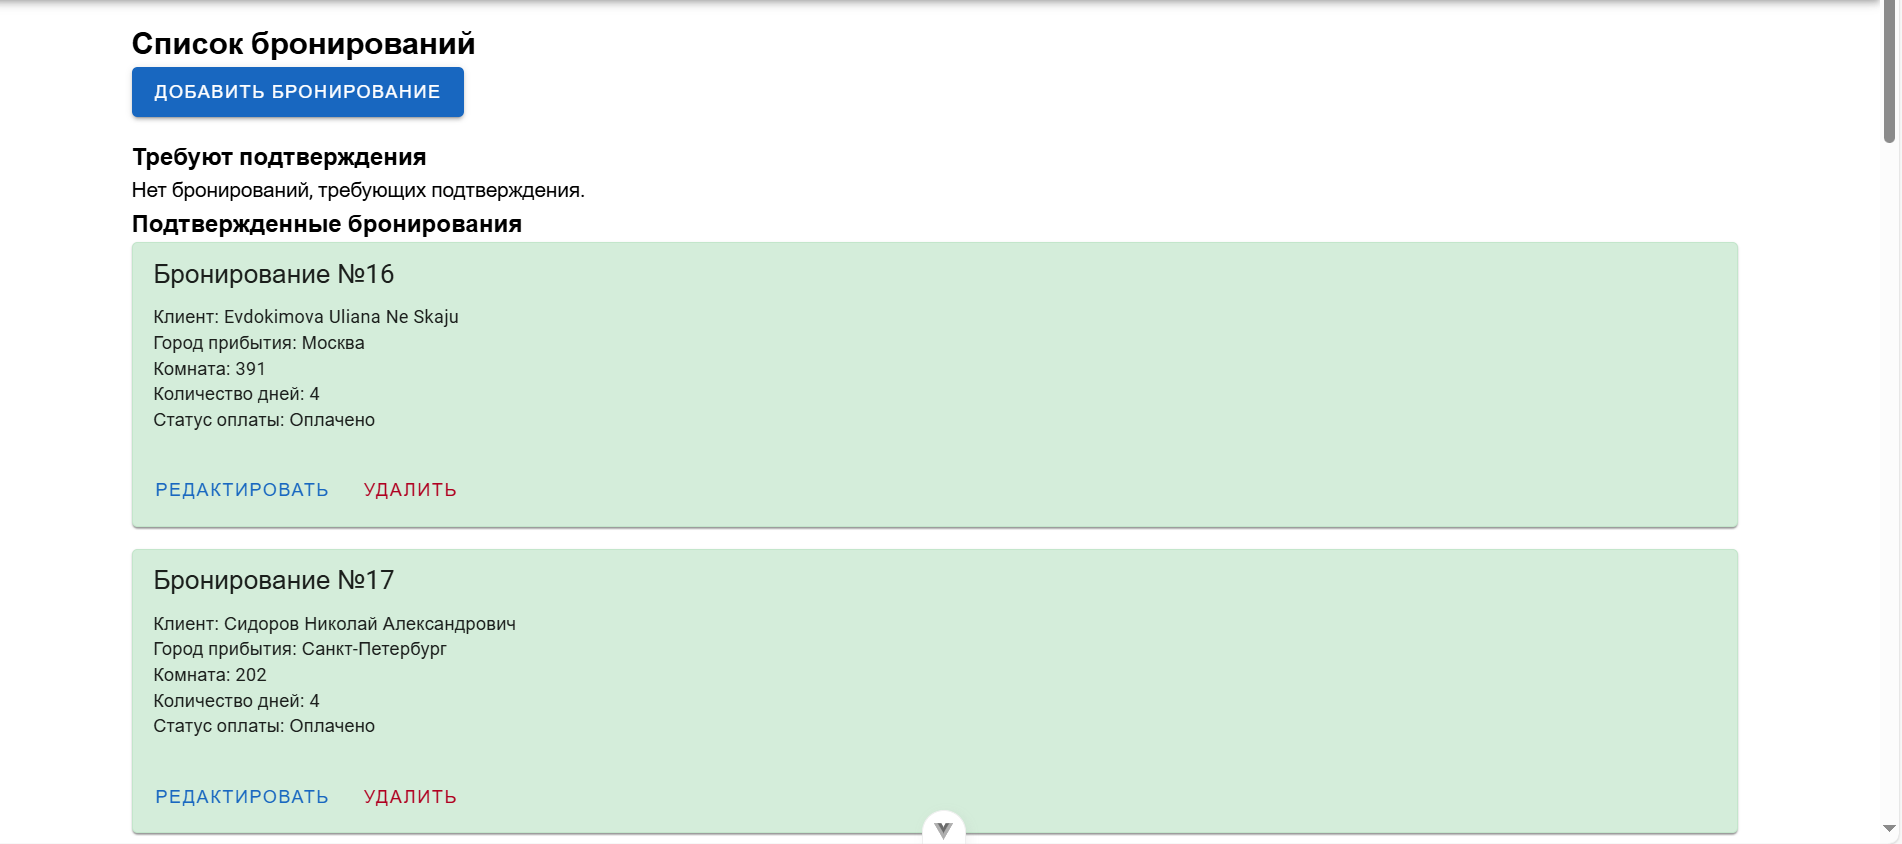 Список бронирований
ДОБАВИТЬ БРОНИРОВАНИЕ
Требуют подтверждения
Нет бронирований, требующих подтверждения.
Подтвержденные бронирования
Бронирование №16
Клиент: Evdokimova Uliana Ne Skaju
Город прибытия: Москва
Комната: 391
Количество дней: 4
Статус оплаты: Оплачено
РЕДАКТИРОВАТЬ УДАЛИТЬ
Бронирование №17
Клиент: Сидоров Николай Александрович
Город прибытия: Санкт-Петербург
Комната: 202
Количество дней: 4
Статус оплаты: Оплачено
РЕДАКТИРОВАТЬ УДАЛИТЬ